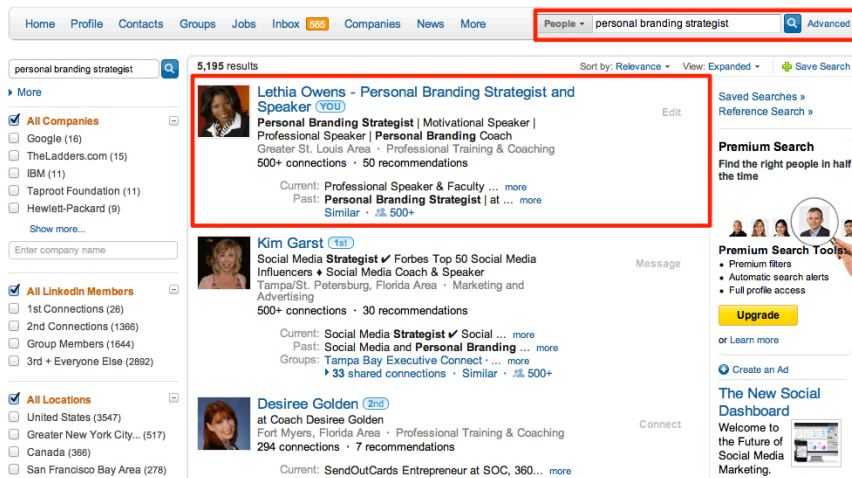 Home Profile Contacts Groups Jobs Inbox 565 Companies News More
People personal branding strategist Advanced
personal branding strategist
More
All Companies
Google (16)
TheLadders.com (15)
IBM (11)
Taproot Foundation (11)
Hewlett-Packard (9)
Show more...
Enter company name
All LinkedIn Members
1st Connections (26)
2nd Connections (1366)
Group Members (1644)
3rd + Everyone Else (2892)
All Locations
United States (3547)
Greater New York City... (517)
Canada (366)
San Francisco Bay Area (278)
5,195 results
Sort by: Relevance View: Expanded Save Search
Lethia Owens - Personal Branding Strategist and
Speaker YOU
Edit
Personal Branding Strategist | Motivational Speaker |
Professional Speaker | Personal Branding Coach
Greater St. Louis Area · Professional Training & Coaching
500+ connections · 50 recommendations
Current: Professional Speaker & Faculty ... more
Past: Personal Branding Strategist | at ... more
Similar · 500+
Kim Garst 1st
Message
Social Media Strategist ✔ Forbes Top 50 Social Media
Influencers ♦ Social Media Coach & Speaker
Tampa/St. Petersburg, Florida Area · Marketing and
Advertising
500+ connections · 30 recommendations
Current: Social Media Strategist ✔ Social ... more
Past: Social Media and Personal Branding ... more
Groups: Tampa Bay Executive Connect · ... more
33 shared connections · Similar · 500+
Desiree Golden 2nd
Connect
at Coach Desiree Golden
Fort Myers, Florida Area · Professional Training & Coaching
294 connections · 7 recommendations
Current: SendOutCards Entrepreneur at SOC, 360... more
Saved Searches »
Reference Search »
Premium Search
Find the right people in half
the time
Premium Search Tools:
• Premium filters
• Automatic search alerts
• Full profile access
Upgrade
or Learn more
Create an Ad
The New Social
Dashboard
Welcome to
the Future of
Social Media
Marketing.